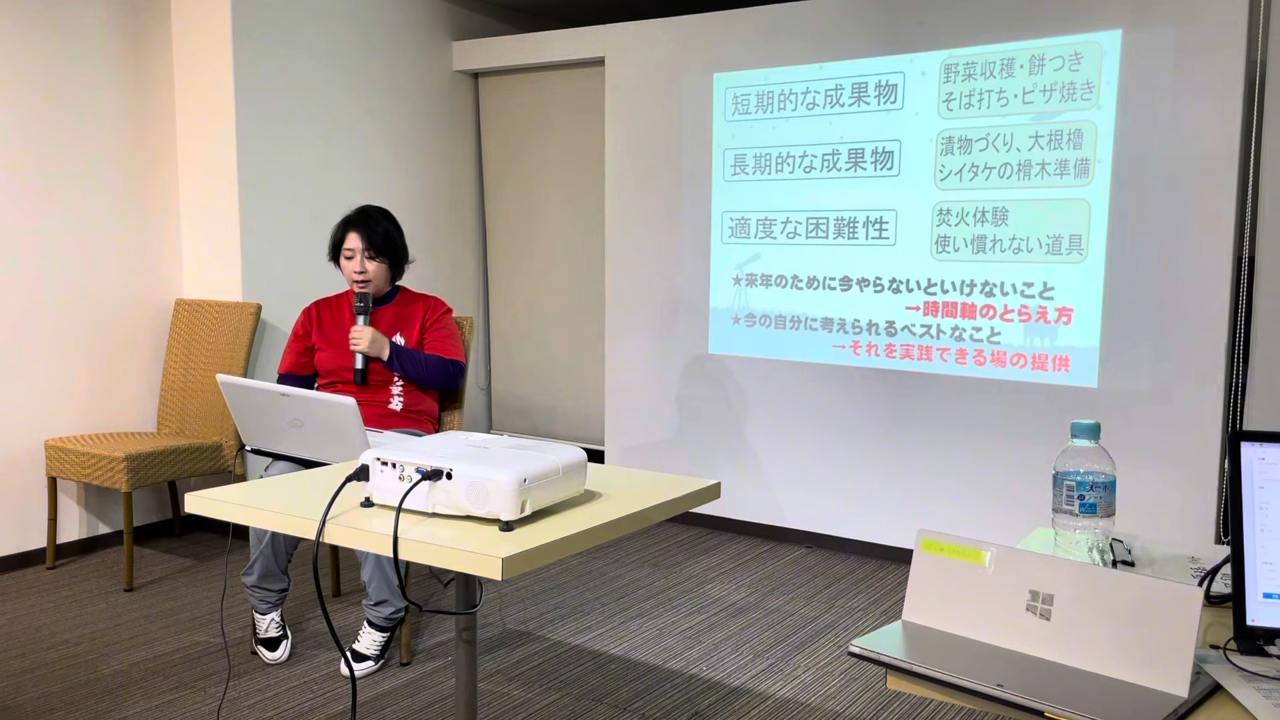 短期的な成果物
野菜収穫・餅つき
そば打ち・ピザ焼き
長期的な成果物
漬物づくり、大根櫓
シイタケの榾木準備
適度な困難性
焚火体験
使い慣れない道具
★来年のために今やらないといけないこと
→時間軸のとらえ方
★今の自分に考えられるベストなこと
→それを実践できる場の提供